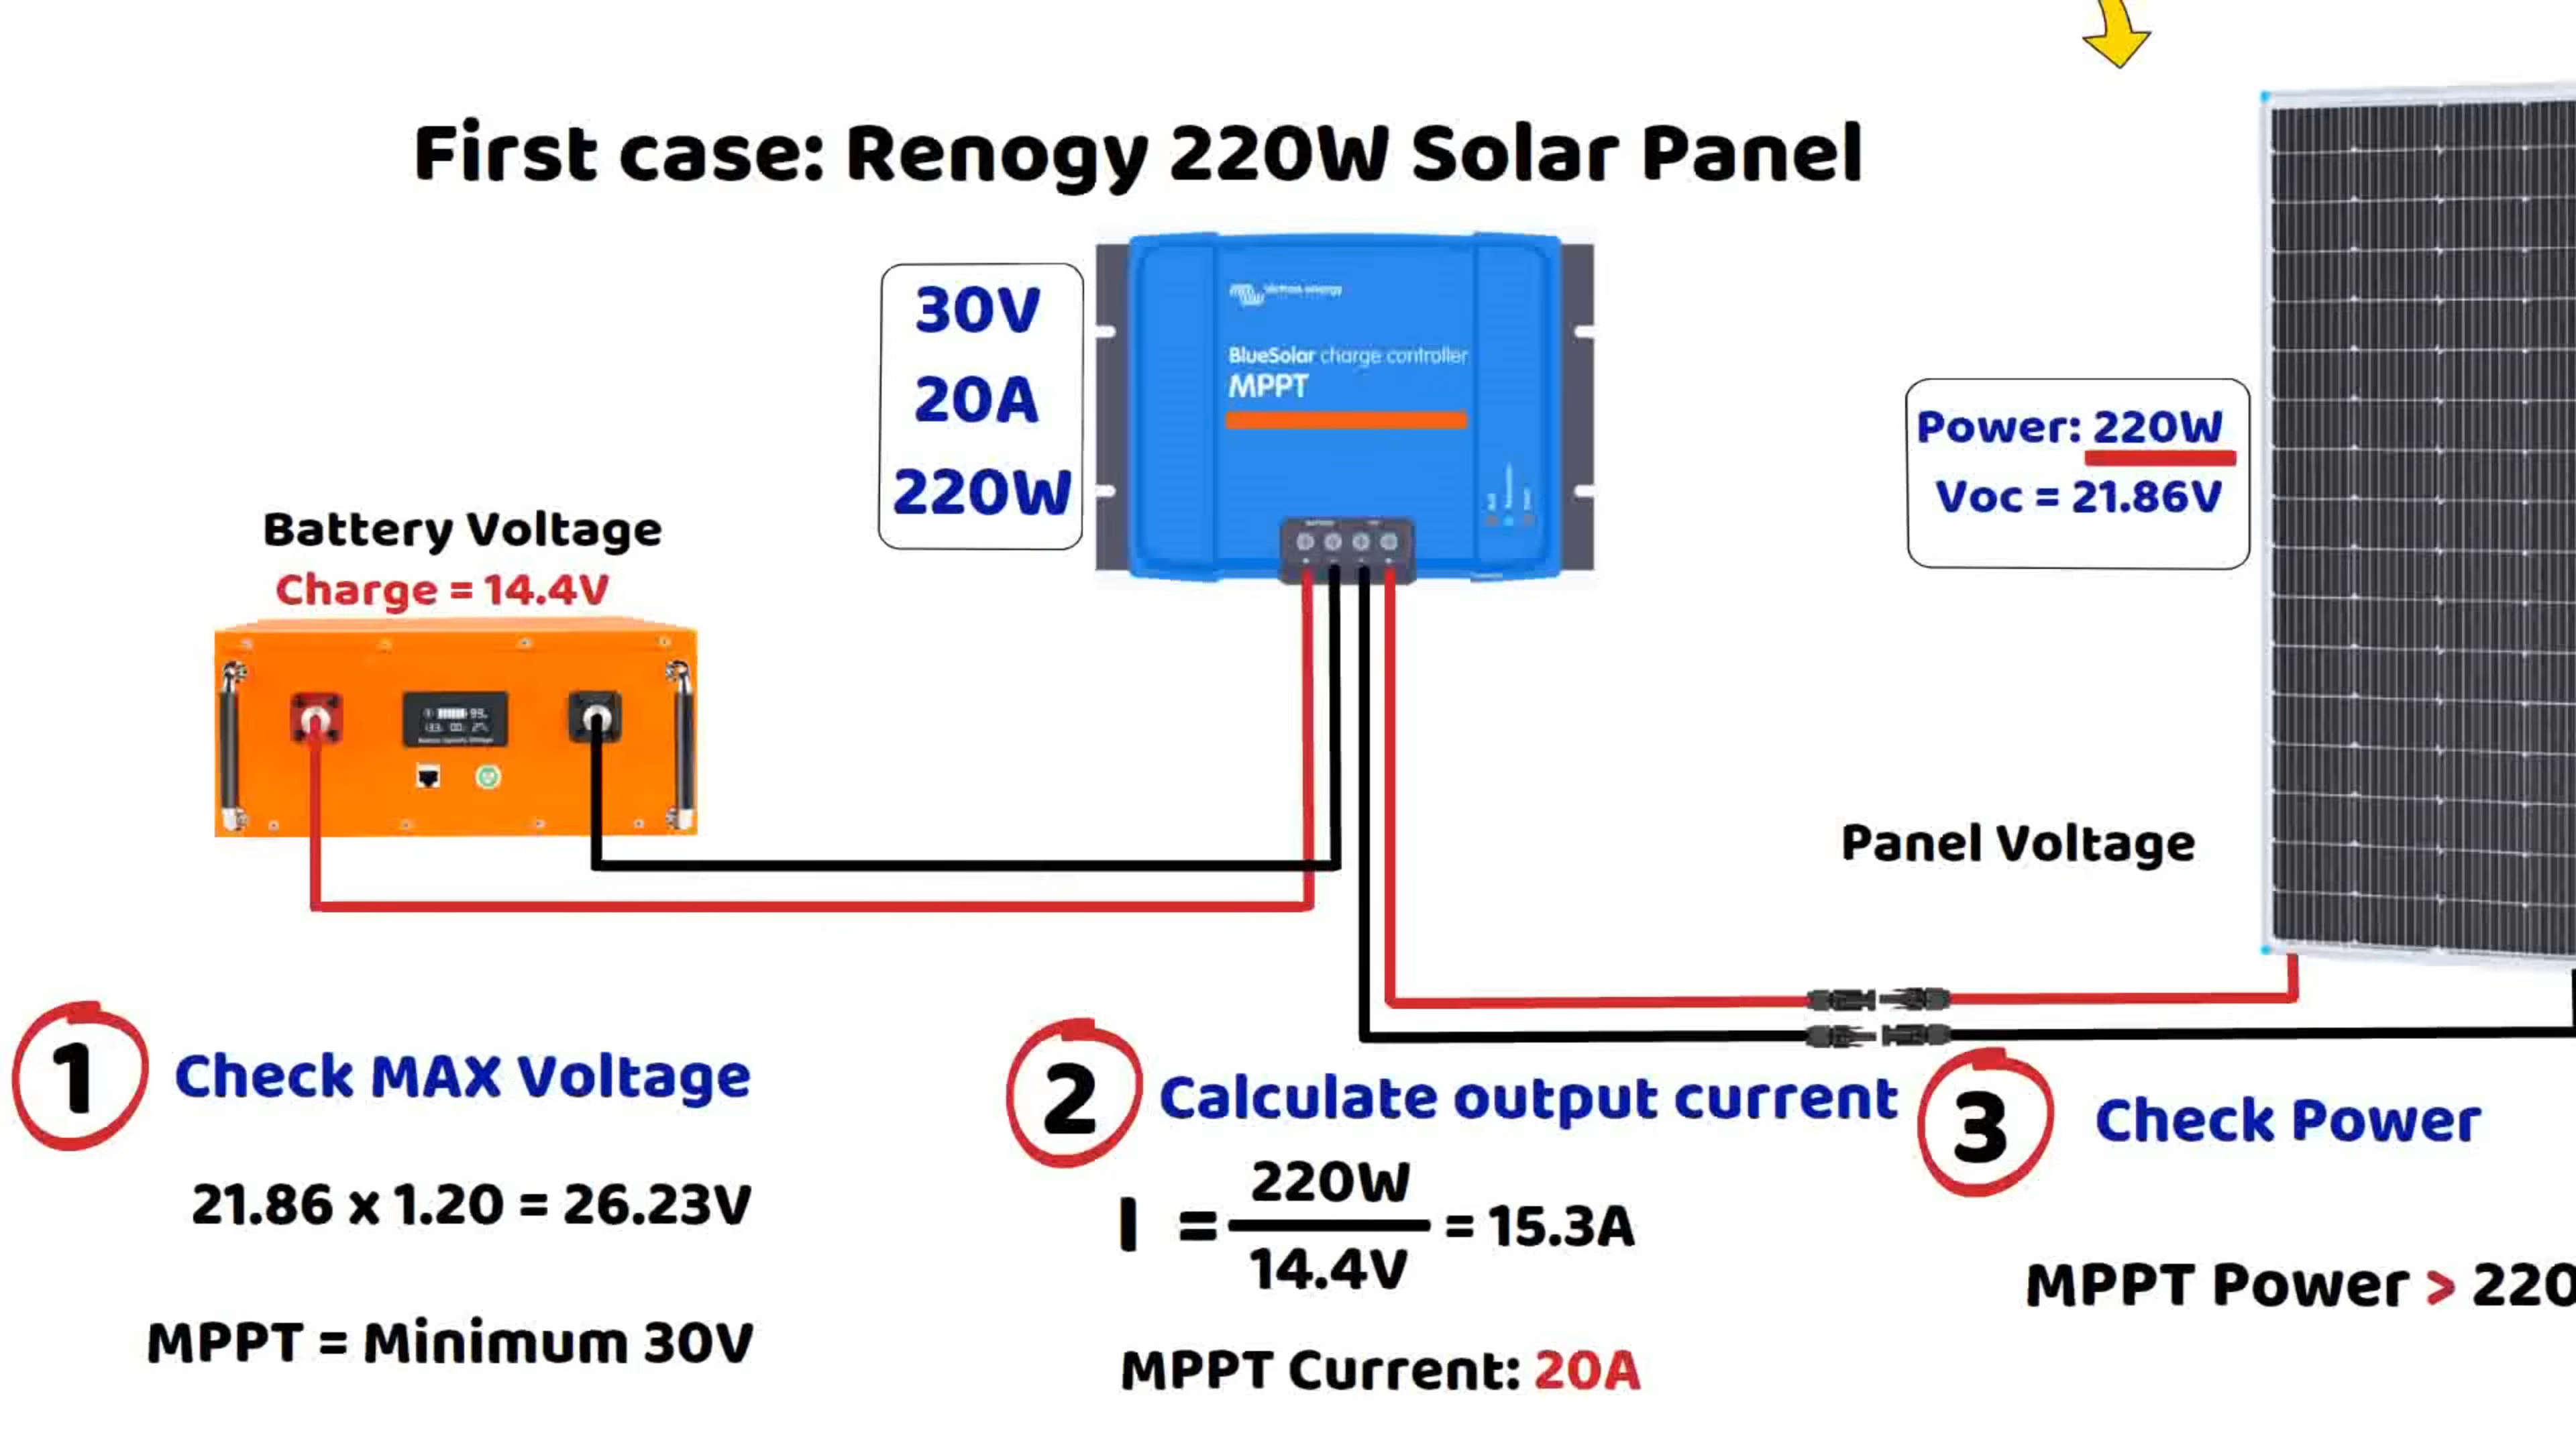 First case: Renogy 220W Solar Panel
30V
20A
220W
victron energy
BlueSolar charge controller
MPPT
Power: 220W
Voc = 21.86V
Battery Voltage
Charge = 14.4V
Panel Voltage
1 Check MAX Voltage
21.86 x 1.20 = 26.23V
MPPT = Minimum 30V
2 Calculate output current
I = 220W / 14.4V = 15.3A
MPPT Current: 20A
3 Check Power
MPPT Power > 220